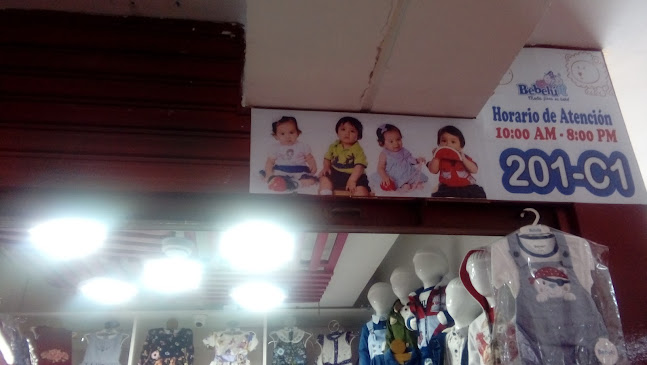 Bebelu
Horario de Atención
10:00 AM - 8:00 PM
201-C1